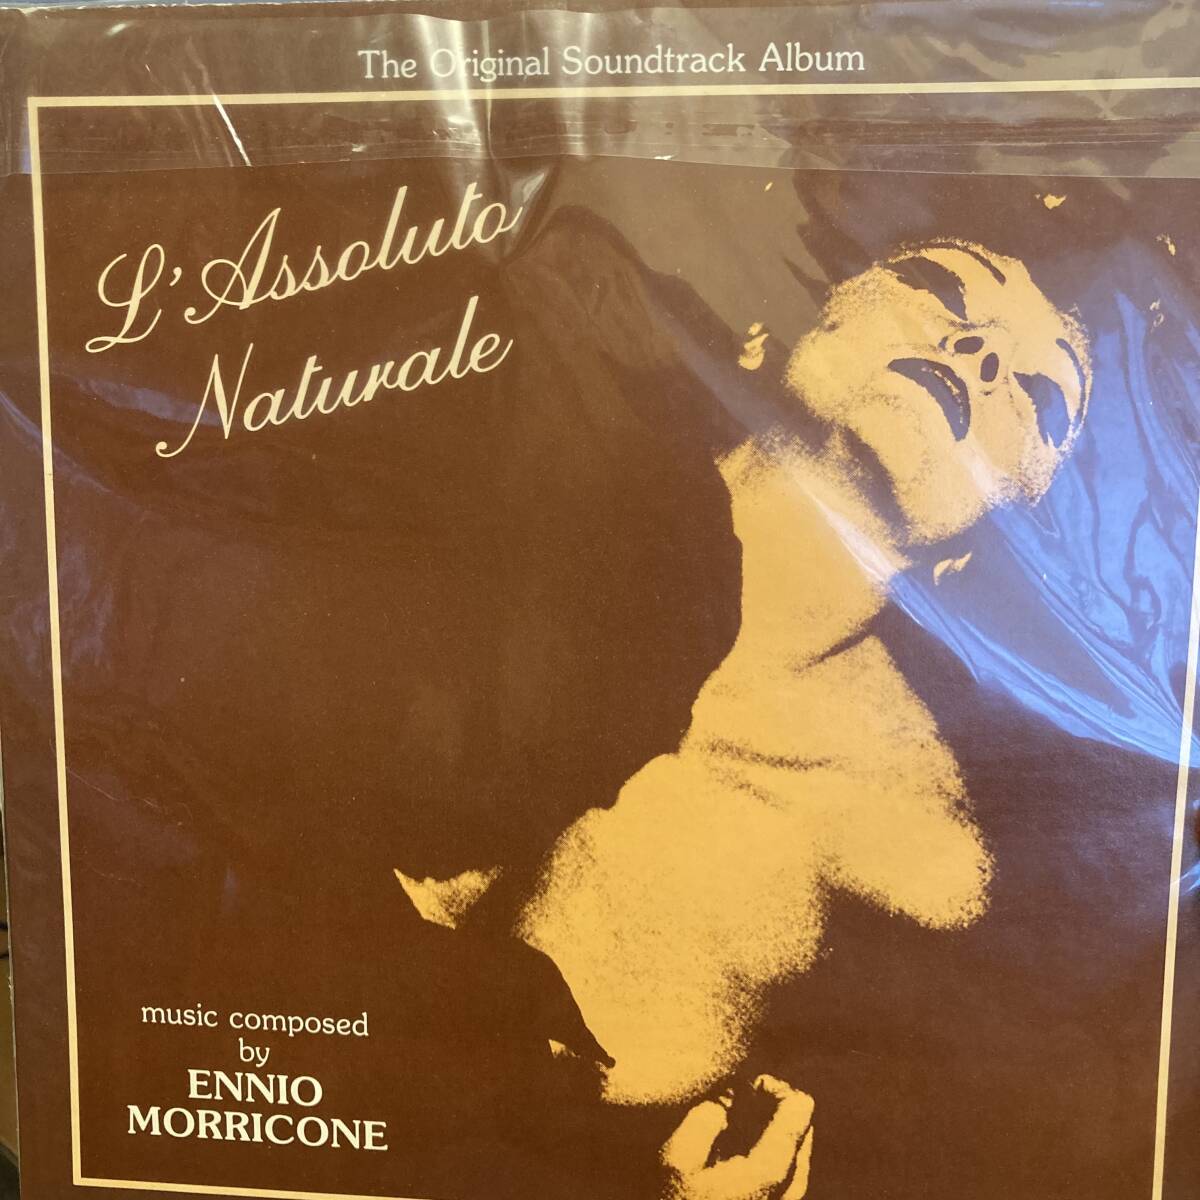 The Original Soundtrack Album
L'Assoluto
Naturale
music composed
by
ENNIO
MORRICONE